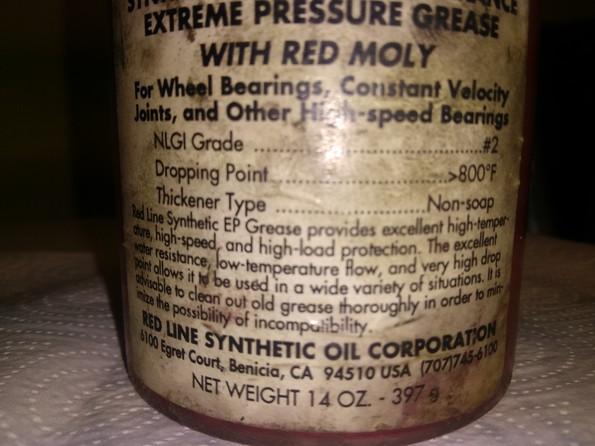 EXTREME PRESSURE GREASE
WITH RED MOLY
For Wheel Bearings, Constant Velocity
Joints, and Other High-speed Bearings
NLGI Grade ................................#2
Dropping Point..........................>800°F
Thickener Type ......................Non-soap
Red Line Synthetic EP Grease provides excellent high-temper-
ature, high-speed, and high-load protection. The excellent
water resistance, low-temperature flow, and very high drop
point allows it to be used in a wide variety of situations. It is
advisable to clean out old grease thoroughly in order to min-
imize the possibility of incompatibility.
RED LINE SYNTHETIC OIL CORPORATION
6100 Egret Court, Benicia, CA 94510 USA (707)745-6100
NET WEIGHT 14 OZ. - 397 g